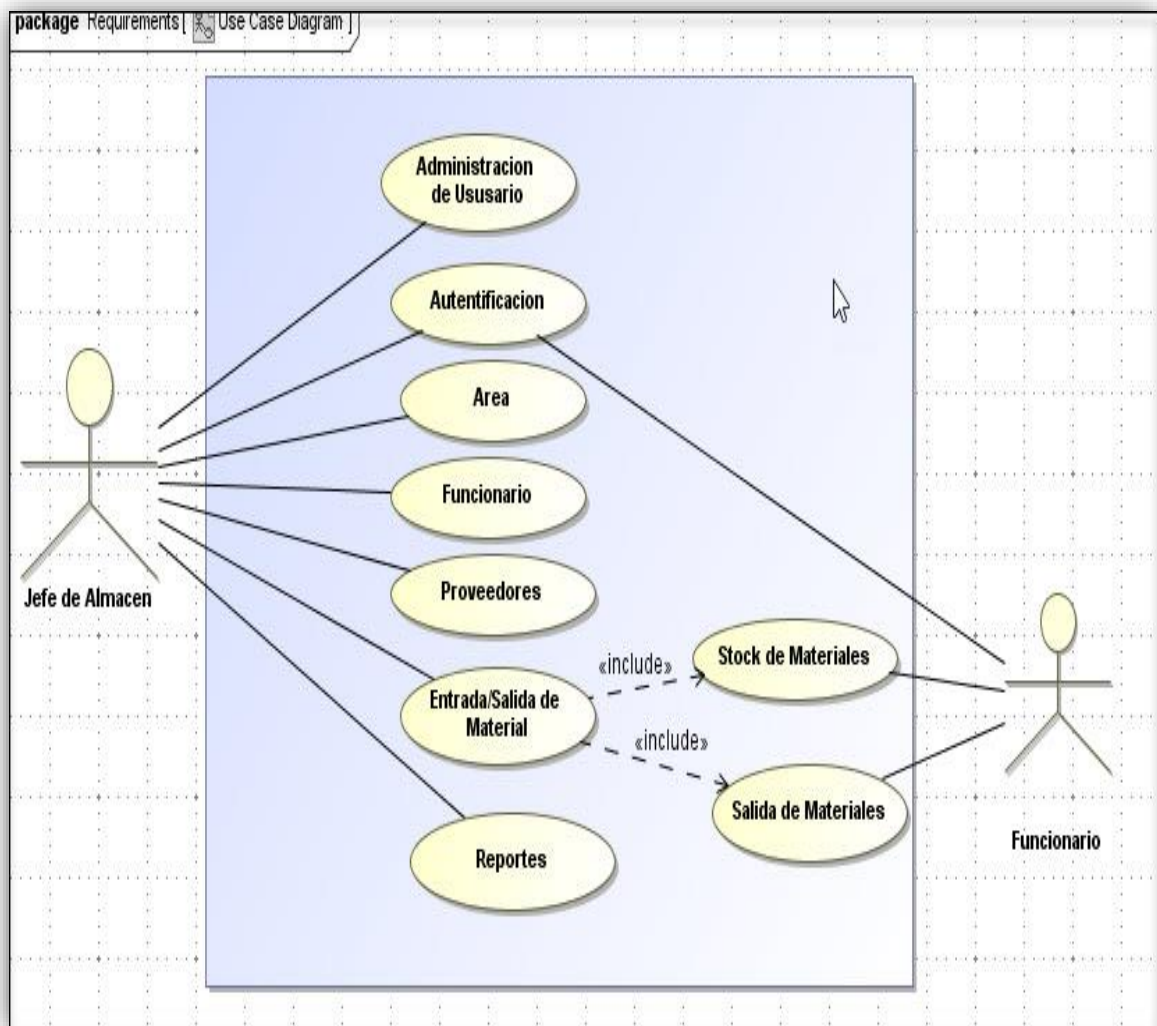 package Requirements [ Use Case Diagram ]
Administracion
de Ususario
Autentificacion
Area
Funcionario
Proveedores
Jefe de Almacen
Entrada/Salida de
Material
«include»
Stock de Materiales
«include»
Salida de Materiales
Reportes
Funcionario